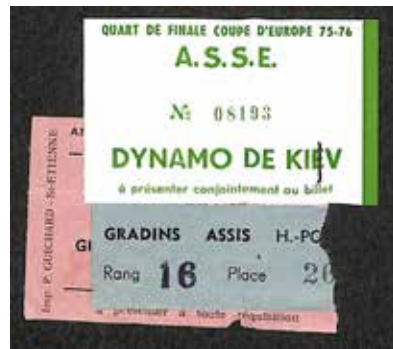 QUART DE FINALE COUPE D'EUROPE 75-76
A.S.S.E.
№ 08193
DYNAMO DE KIEV
à présenter conjointement au billet
GRADINS ASSIS H.-PO
Rang 16 Place 26
à présenter à toute réquisition
Imp. P. GUICHARD - St-ETIENNE